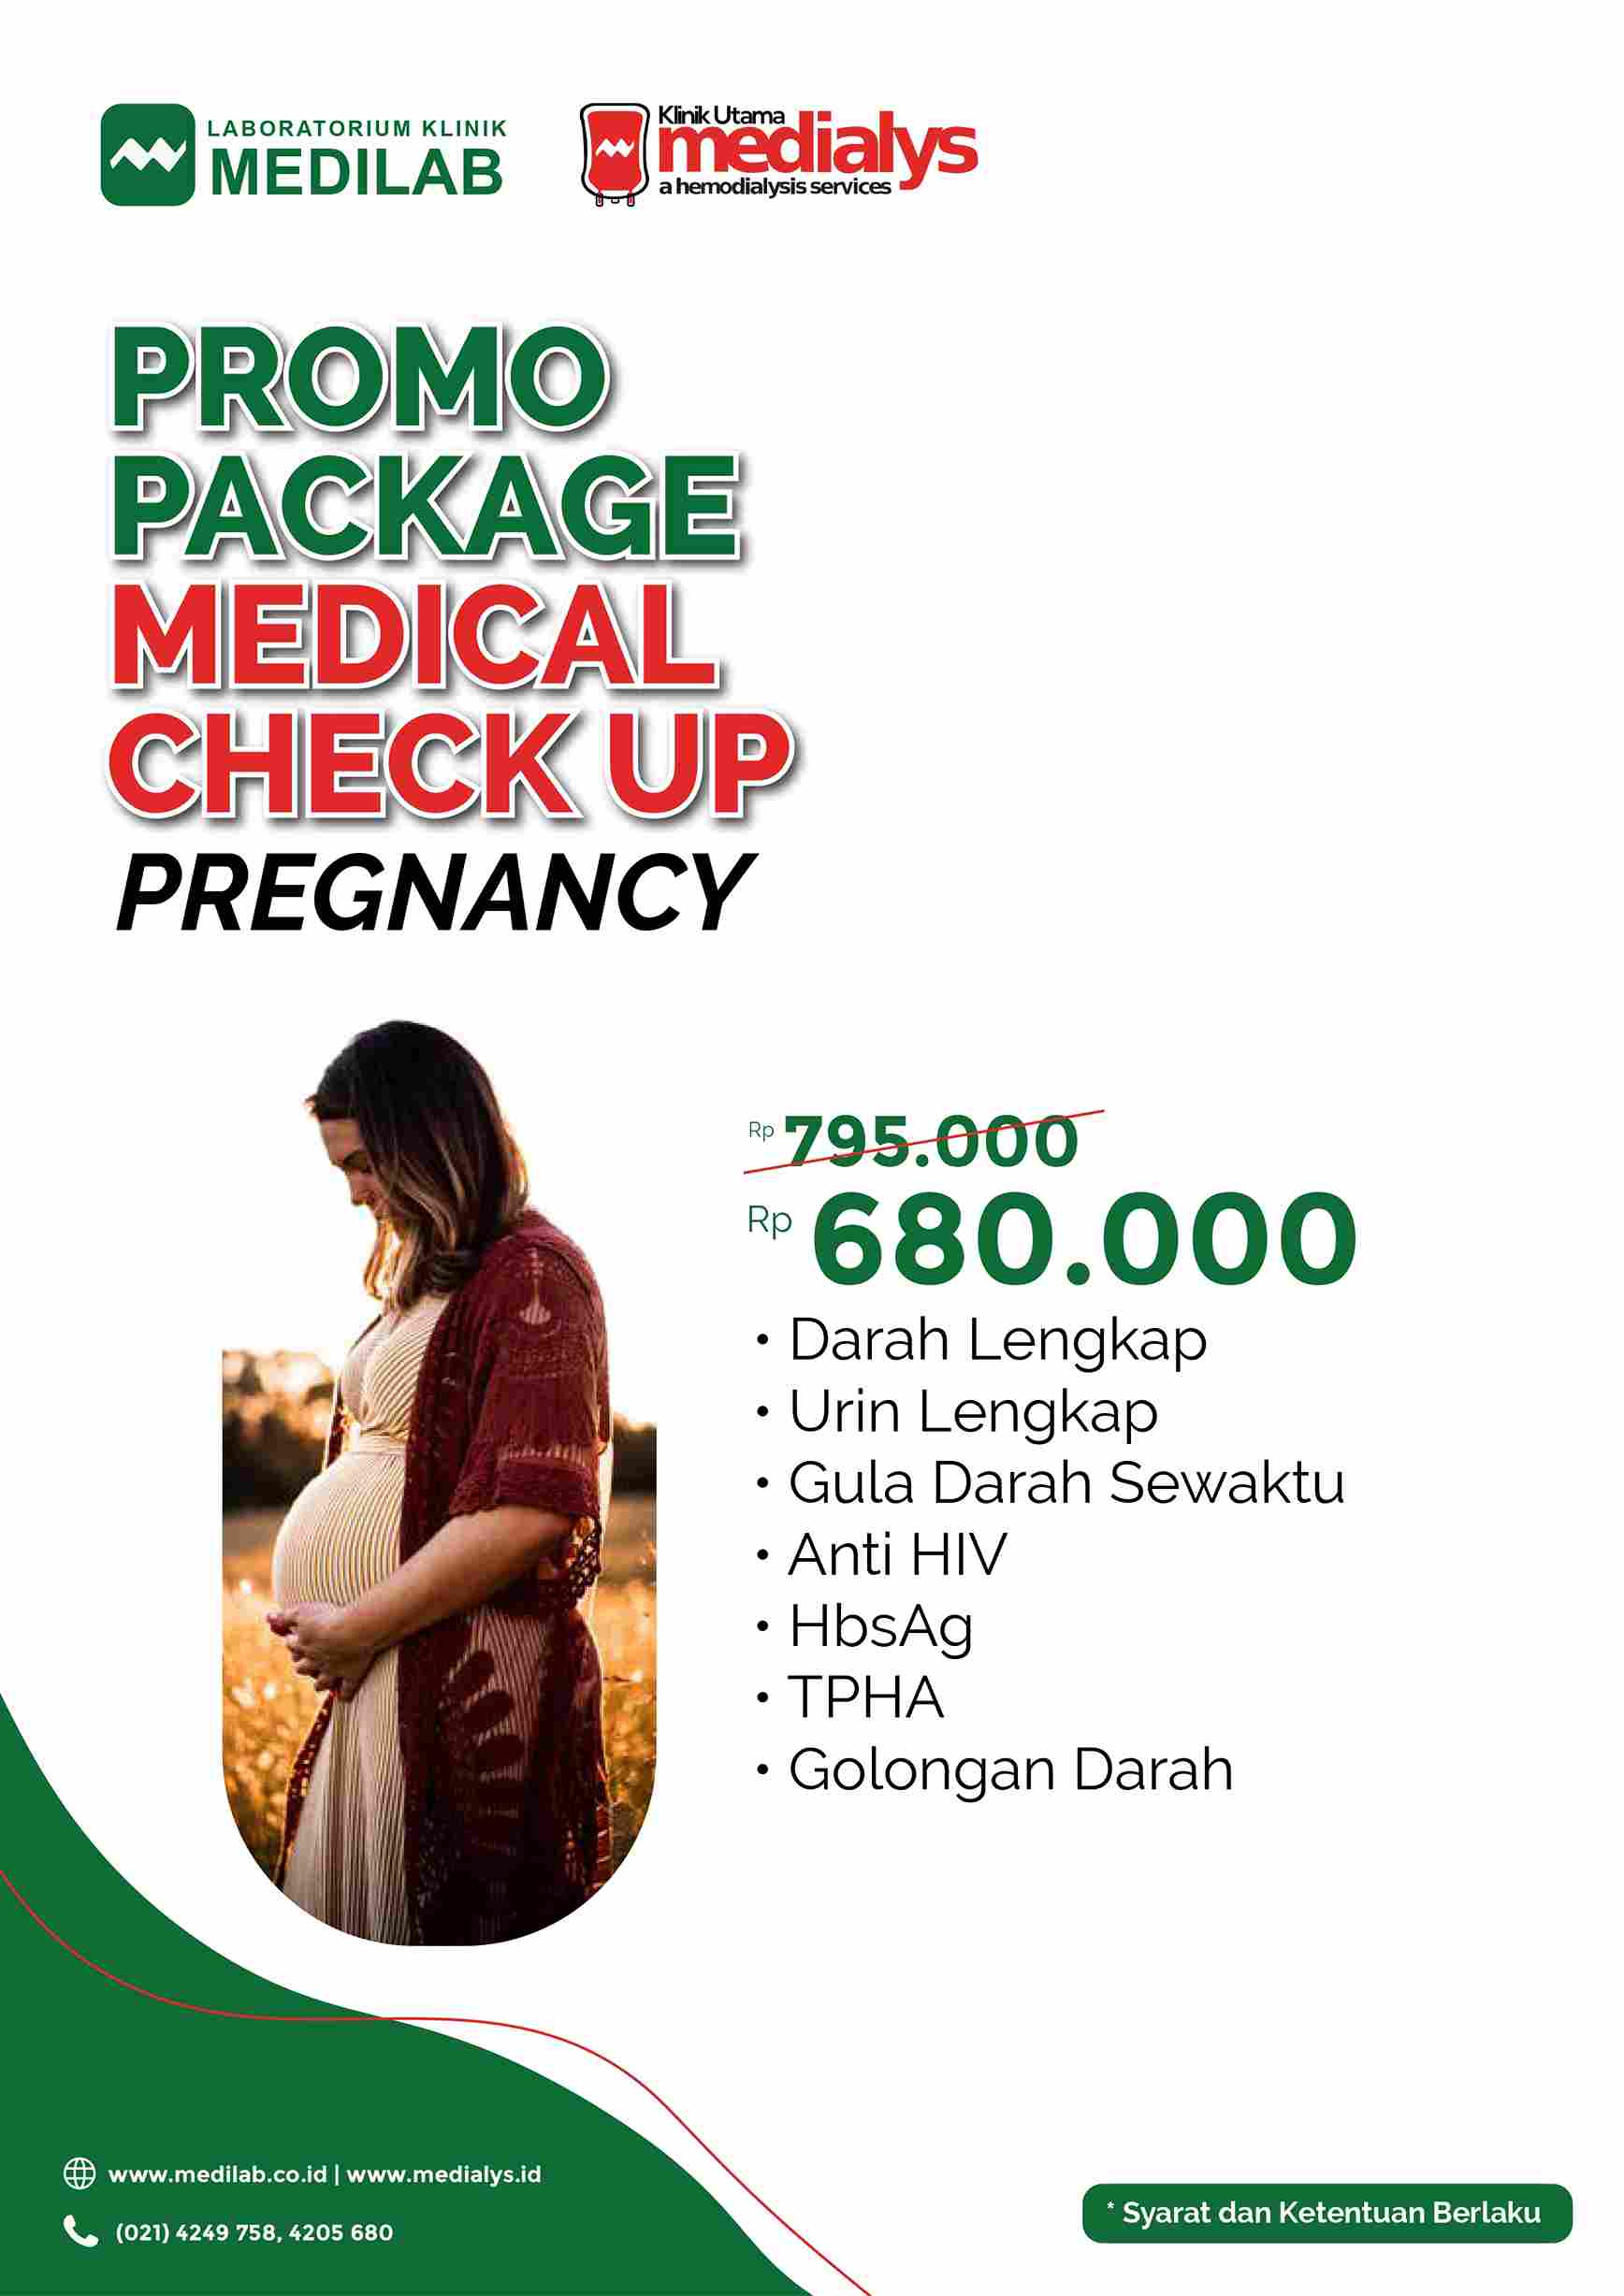 LABORATORIUM KLINIK
MEDILAB
Klinik Utama
medialys
a hemodialysis services
PROMO
PACKAGE
MEDICAL
CHECK UP
PREGNANCY
Rp 795.000
Rp 680.000
• Darah Lengkap
• Urin Lengkap
• Gula Darah Sewaktu
• Anti HIV
• HbsAg
• TPHA
• Golongan Darah
www.medilab.co.id | www.medialys.id
(021) 4249 758, 4205 680
* Syarat dan Ketentuan Berlaku